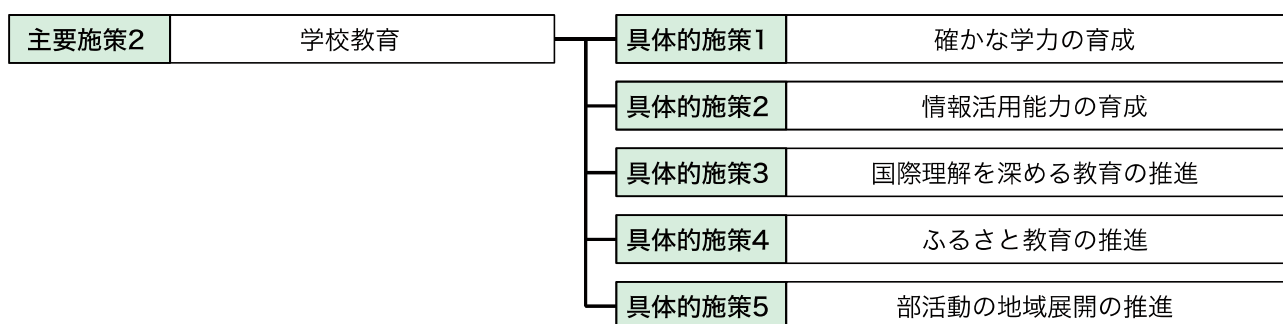 主要施策2 学校教育 具体的施策1 確かな学力の育成
具体的施策2 情報活用能力の育成
具体的施策3 国際理解を深める教育の推進
具体的施策4 ふるさと教育の推進
具体的施策5 部活動の地域展開の推進